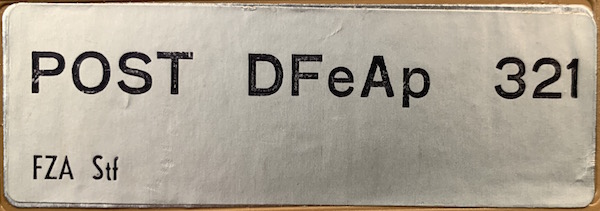 POST DFeAp 321
FZA Stf